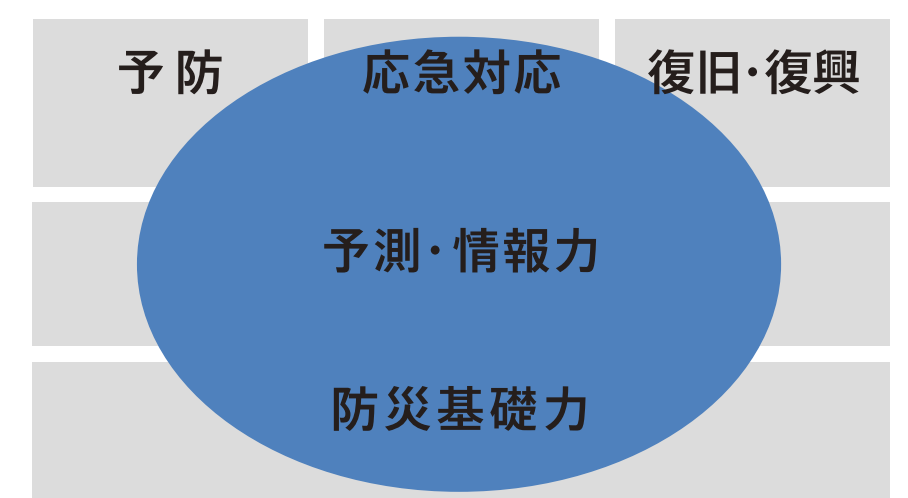 予防
応急対応
復旧・復興
予測・情報力
防災基礎力